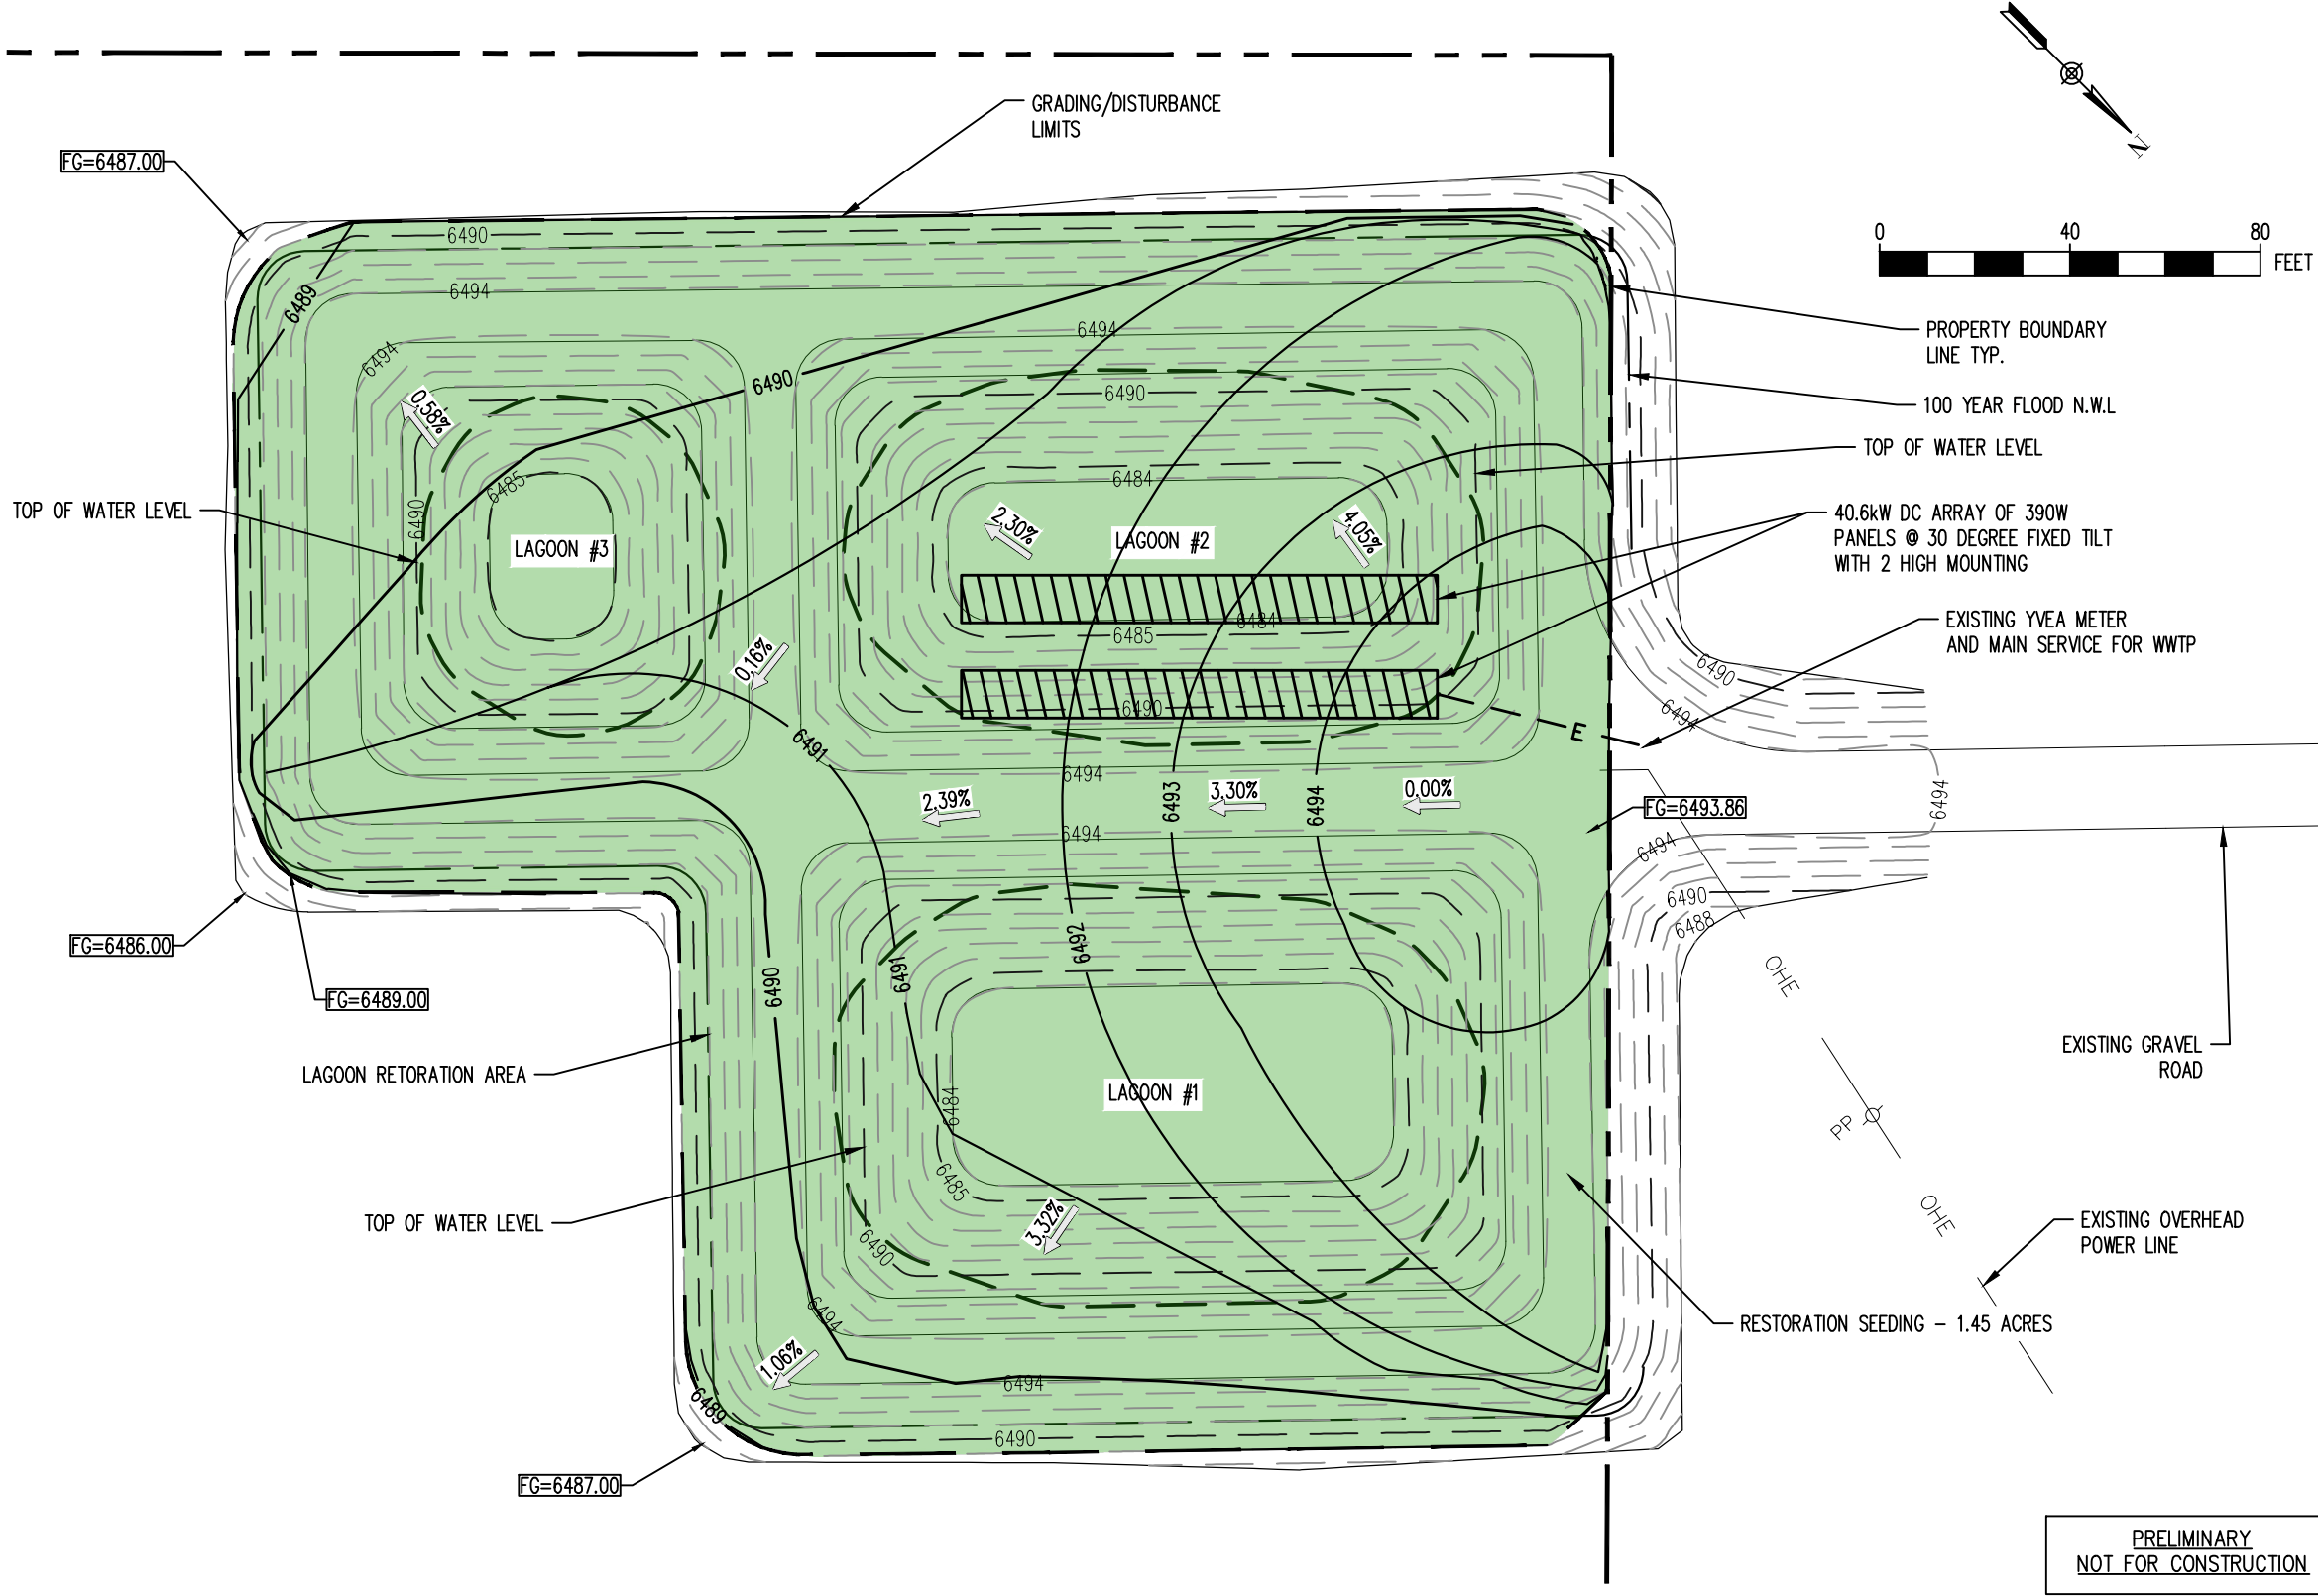 N
GRADING/DISTURBANCE
LIMITS
FG=6487.00
0 40 80
FEET
6490
6494
6489
PROPERTY BOUNDARY
LINE TYP.
6494
6494
6490
6490
100 YEAR FLOOD N.W.L
0.58%
TOP OF WATER LEVEL
6484
6485
6490
TOP OF WATER LEVEL
2.30%
4.05%
40.6kW DC ARRAY OF 390W
PANELS @ 30 DEGREE FIXED TILT
WITH 2 HIGH MOUNTING
LAGOON #3
LAGOON #2
6484
6485
EXISTING YVEA METER
AND MAIN SERVICE FOR WWTP
0.16%
6490
6490
6494
E
6491
6494
2.39%
3.30%
0.00%
6493
6494
6494
FG=6493.86
6494
6494
6490
6488
FG=6486.00
6492
6491
6490
OHE
FG=6489.00
EXISTING GRAVEL
ROAD
LAGOON RETORATION AREA
LAGOON #1
6484
PP
6485
TOP OF WATER LEVEL
3.32%
6490
OHE
EXISTING OVERHEAD
POWER LINE
6494
RESTORATION SEEDING - 1.45 ACRES
1.06%
6494
6489
6490
FG=6487.00
PRELIMINARY
NOT FOR CONSTRUCTION